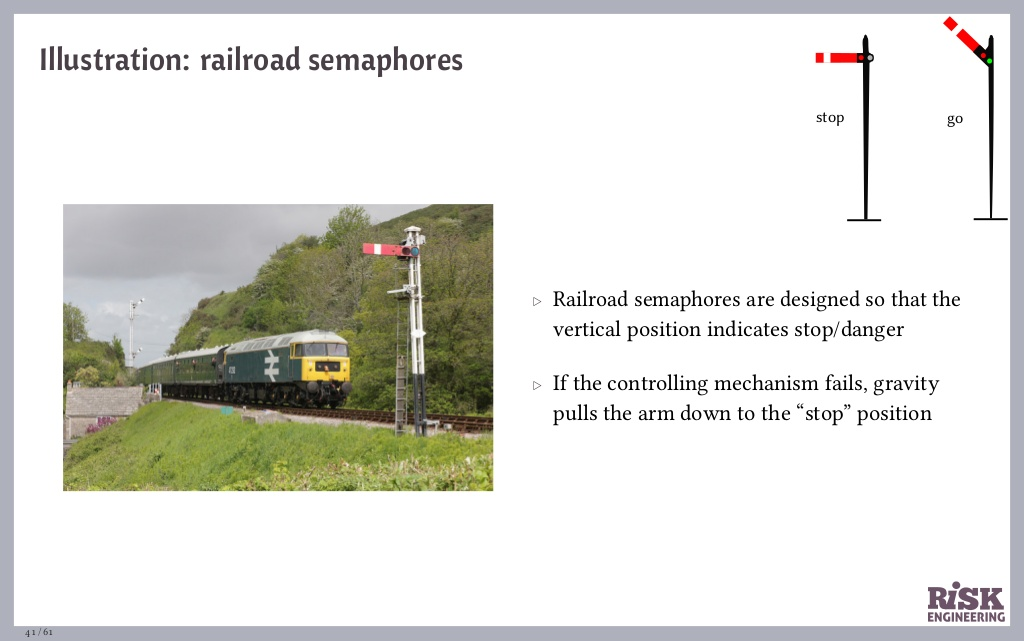 Illustration: railroad semaphores
stop
go
▷ Railroad semaphores are designed so that the
vertical position indicates stop/danger
▷ If the controlling mechanism fails, gravity
pulls the arm down to the “stop” position
RiSK
ENGINEERING
41 / 61